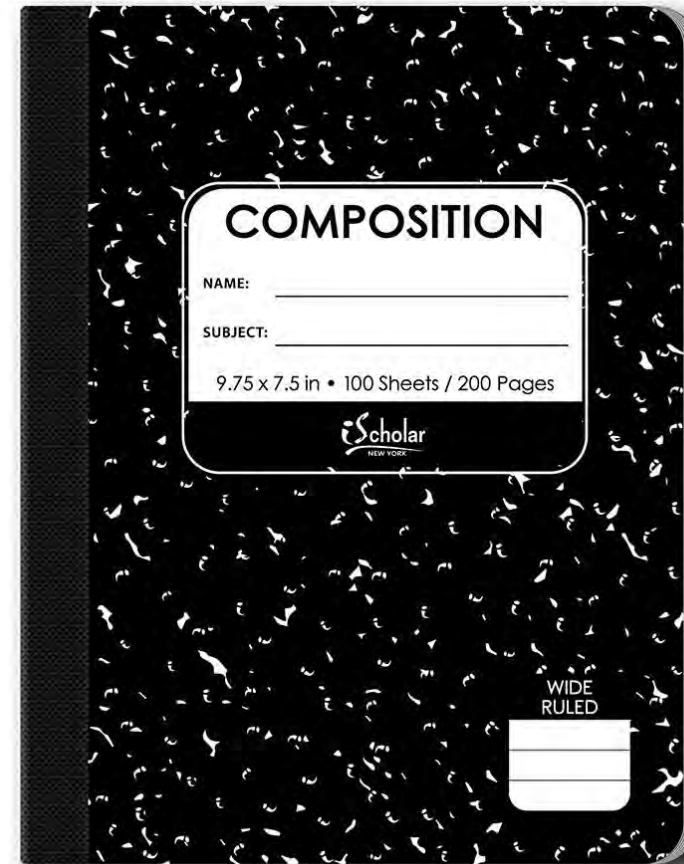 COMPOSITION
NAME:
SUBJECT:
9.75 x 7.5 in • 100 Sheets / 200 Pages
iScholar
NEW YORK
WIDE
RULED